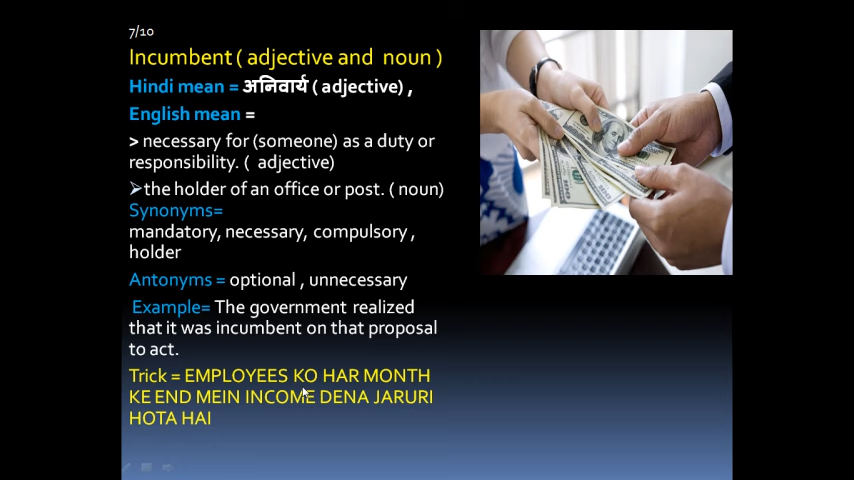 7/10
Incumbent ( adjective and noun )
Hindi mean = अनिवार्य ( adjective) ,
English mean =
> necessary for (someone) as a duty or
responsibility. ( adjective)
➢the holder of an office or post. ( noun)
Synonyms=
mandatory, necessary, compulsory ,
holder
Antonyms = optional , unnecessary
Example= The government realized
that it was incumbent on that proposal
to act.
Trick = EMPLOYEES KO HAR MONTH
KE END MEIN INCOME DENA JARURI
HOTA HAI